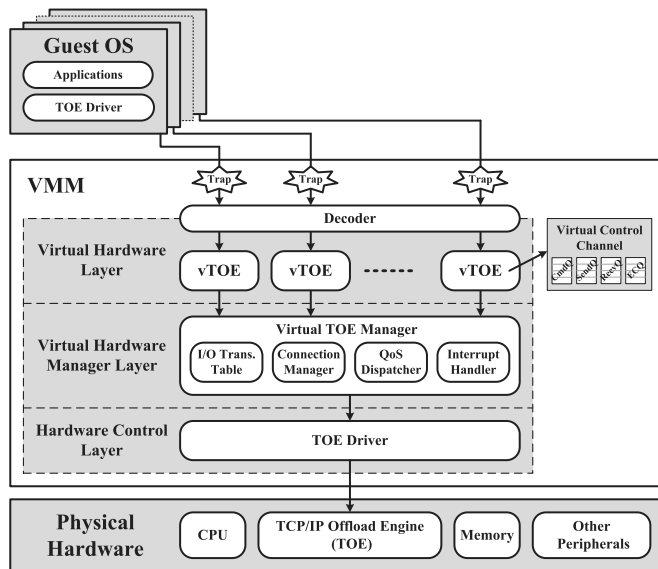 Guest OS
Applications
TOE Driver
VMM
Trap
Trap
Trap
Decoder
Virtual Hardware
Layer
vTOE
vTOE
vTOE
Virtual Control
Channel
CmdQ
SendQ
RecvQ
ECQ
Virtual Hardware
Manager Layer
Virtual TOE Manager
I/O Trans.
Table
Connection
Manager
QoS
Dispatcher
Interrupt
Handler
Hardware Control
Layer
TOE Driver
Physical
Hardware
CPU
TCP/IP Offload Engine
(TOE)
Memory
Other
Peripherals